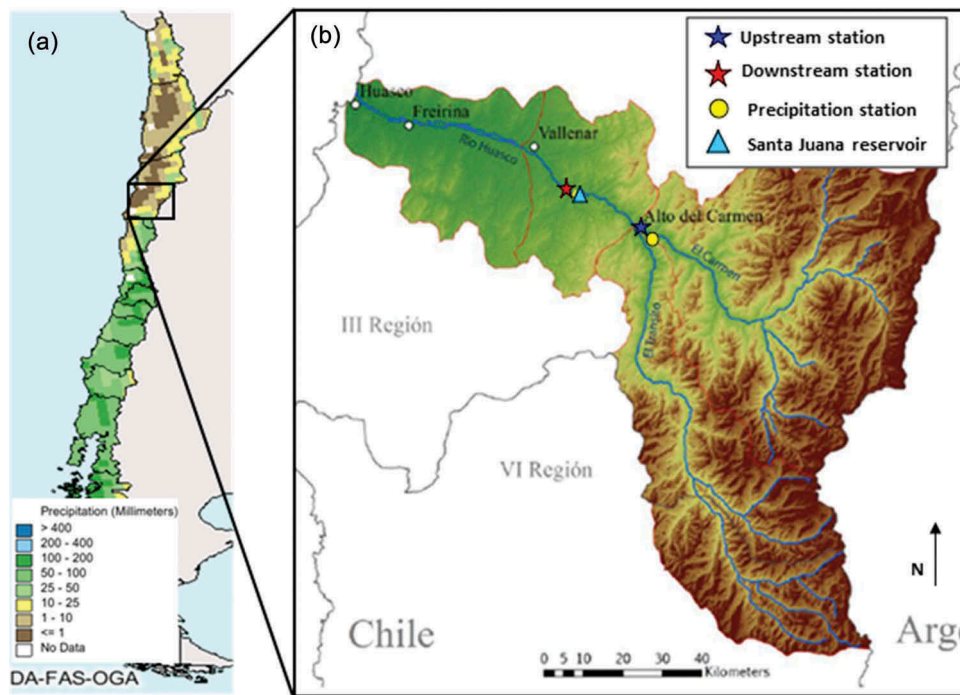 (a)
Precipitation (Millimeters)
> 400
200 - 400
100 - 200
50 - 100
25 - 50
10 - 25
1 - 10
<= 1
No Data
DA-FAS-OGA
(b)
Upstream station
Downstream station
Precipitation station
Santa Juana reservoir
Huasco
Freirina
Rio Huasco
Vallenar
Alto del Carmen
El Carmen
El Transito
III Región
VI Región
N
Chile
Arge
0 5 10 20 30 40
Kilometers